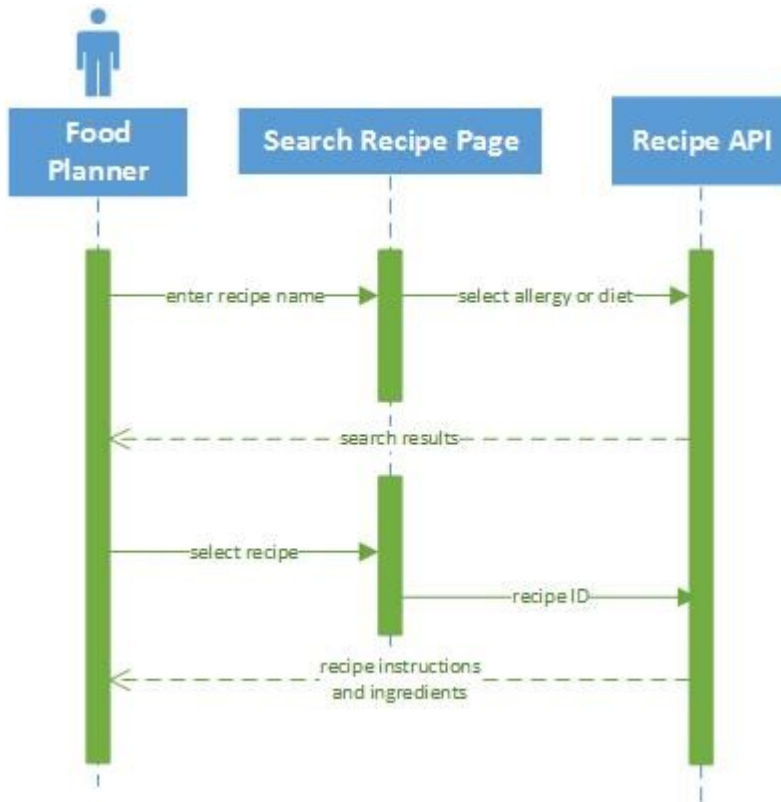 Food
Planner
Search Recipe Page
Recipe API
enter recipe name
select allergy or diet
search results
select recipe
recipe ID
recipe instructions
and ingredients